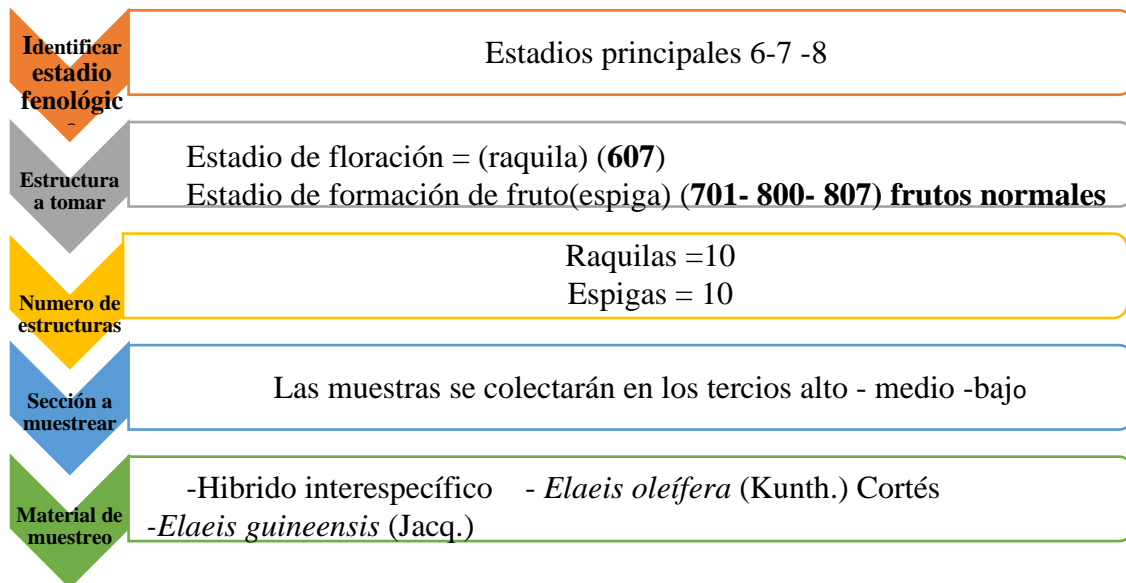 Identificar
estadio
fenológic
Estadios principales 6-7 -8
Estructura
a tomar
Estadio de floración = (raquila) (607)
Estadio de formación de fruto(espiga) (701- 800- 807) frutos normales
Numero de
estructuras
Raquilas =10
Espigas = 10
Sección a
muestrear
Las muestras se colectarán en los tercios alto - medio -bajo
Material de
muestreo
-Hibrido interespecífico - Elaeis oleífera (Kunth.) Cortés
-Elaeis guineensis (Jacq.)